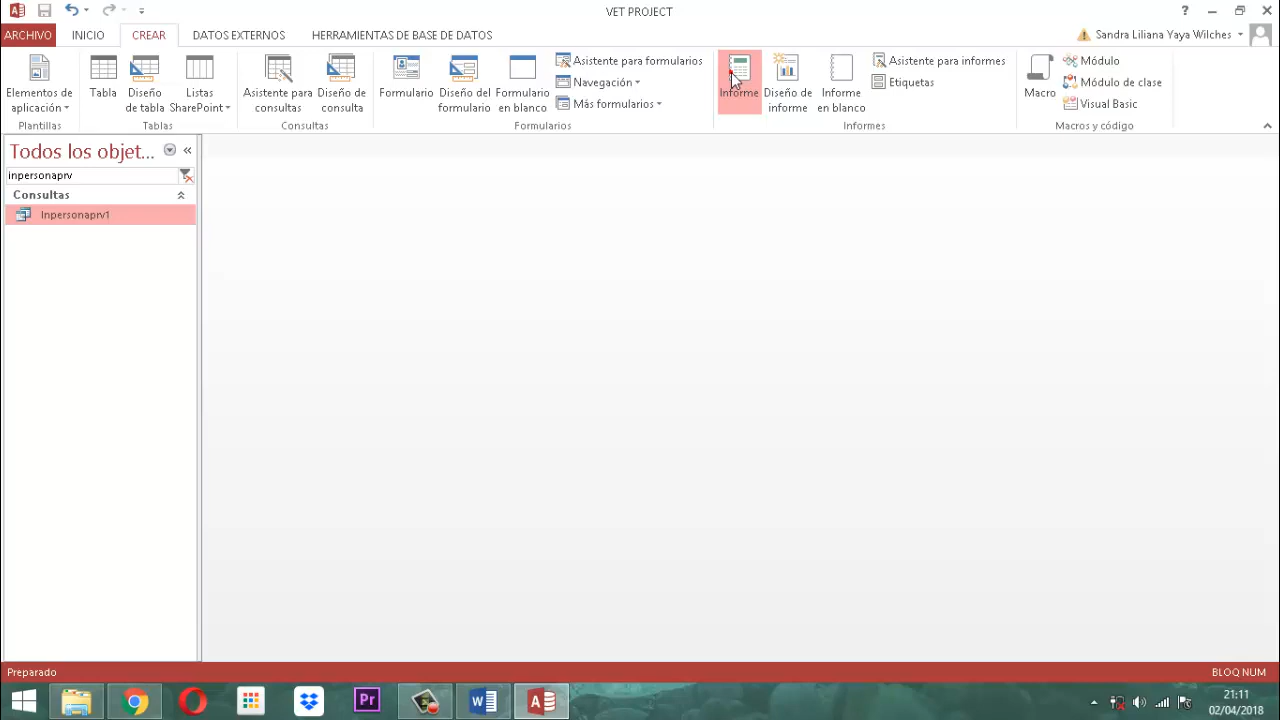 VET PROJECT
?
ARCHIVO INICIO CREAR DATOS EXTERNOS HERRAMIENTAS DE BASE DE DATOS
Sandra Liliana Yaya Wilches
Elementos de aplicación
Tabla
Diseño de tabla
Listas SharePoint
Asistente para consultas
Diseño de consulta
Formulario
Diseño del formulario
Formulario en blanco
Asistente para formularios
Navegación
Más formularios
Informe
Diseño de informe
Informe en blanco
Asistente para informes
Etiquetas
Macro
Módulo
Módulo de clase
Visual Basic
Plantillas Tablas Consultas Formularios Informes Macros y código
Todos los objet...
inpersonaprv
Consultas
Inpersonaprv1
Preparado
BLOQ NUM
Pr
21:11
02/04/2018